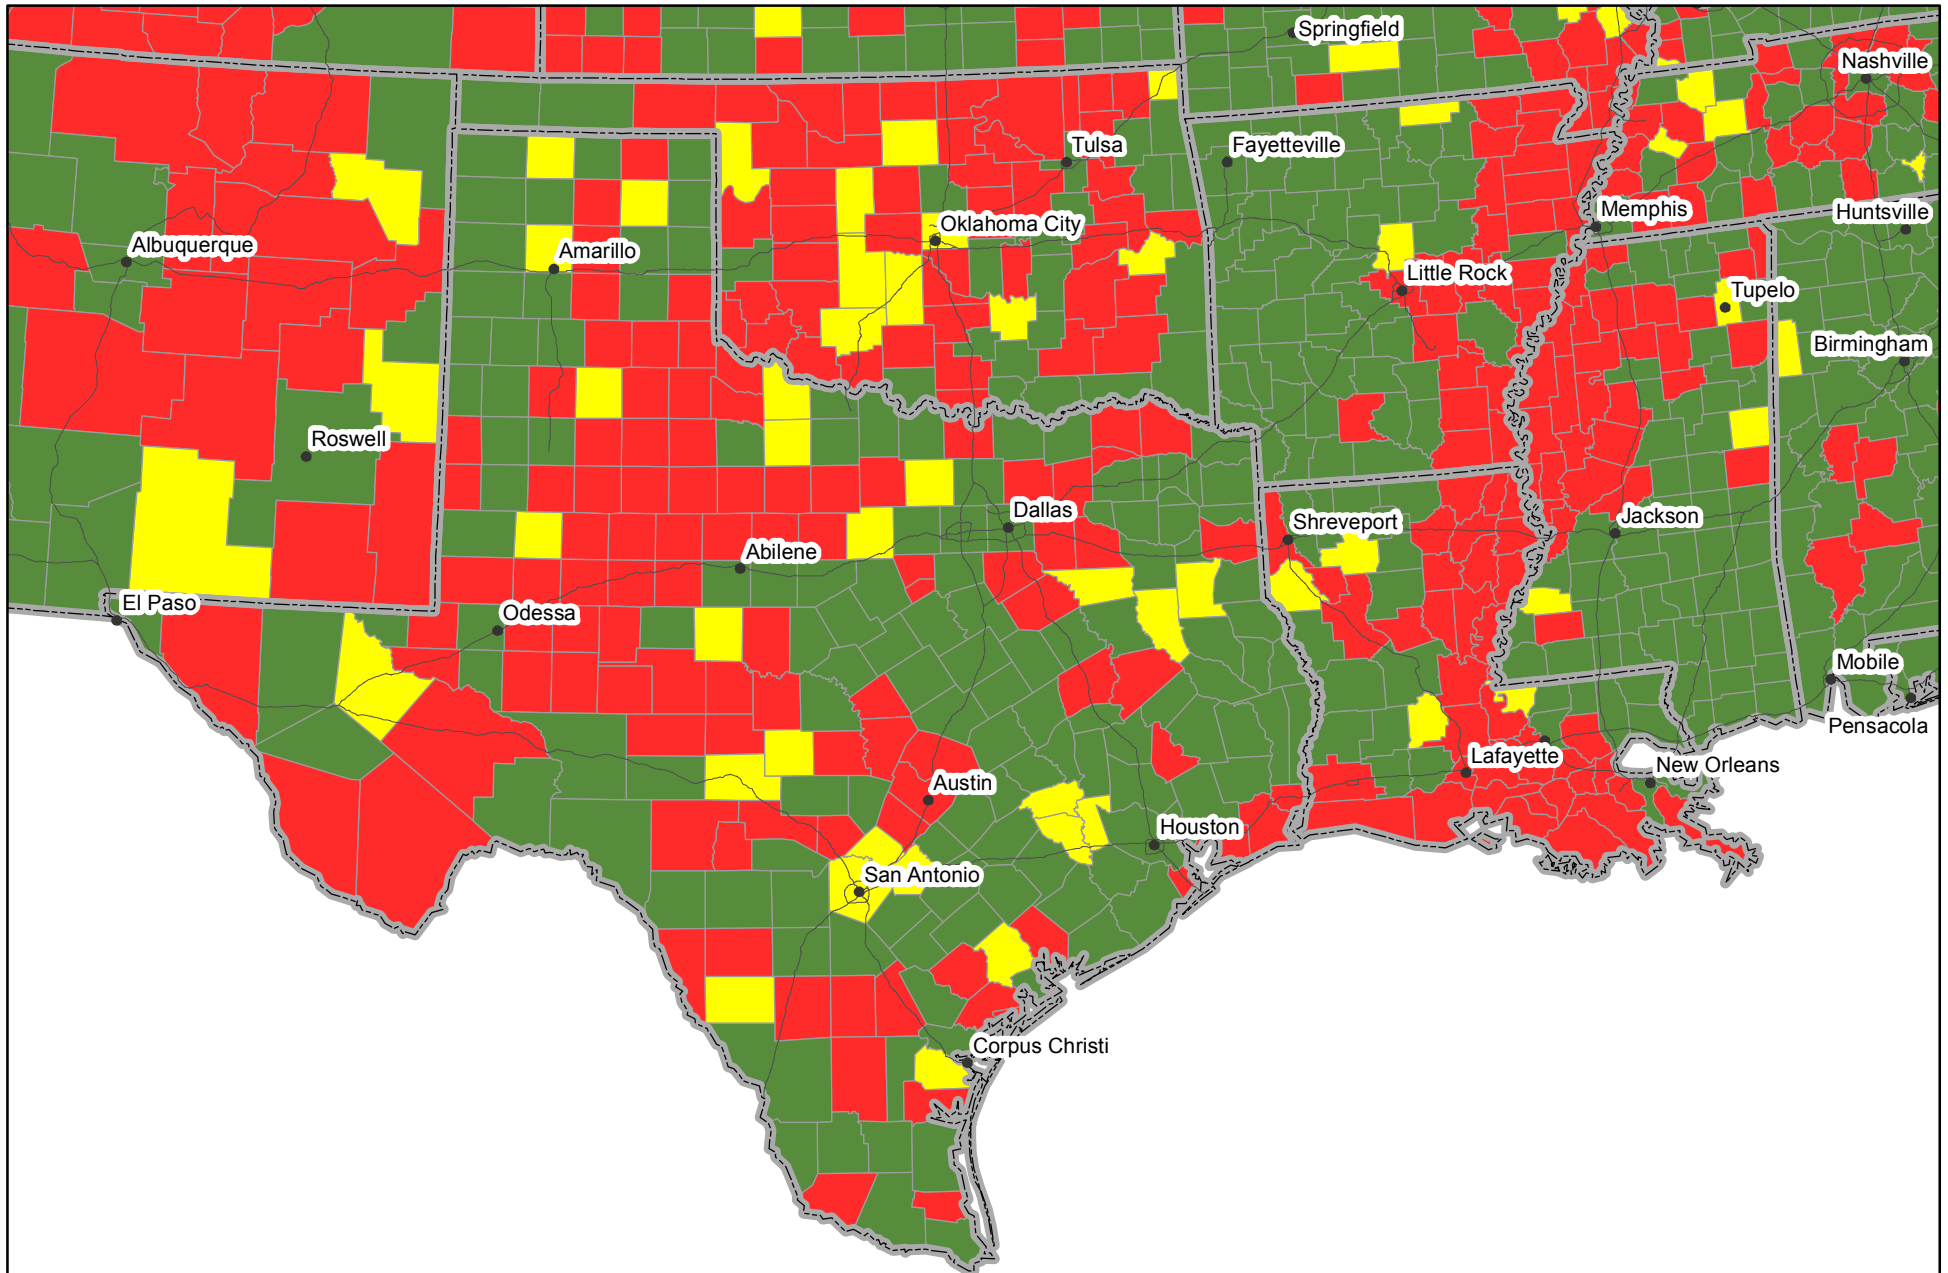 Springfield
Nashville
Tulsa
Fayetteville
Memphis
Huntsville
Oklahoma City
Albuquerque
Amarillo
Little Rock
Tupelo
Birmingham
Roswell
Dallas
Shreveport
Jackson
Abilene
El Paso
Odessa
Mobile
Pensacola
Lafayette
New Orleans
Austin
Houston
San Antonio
Corpus Christi